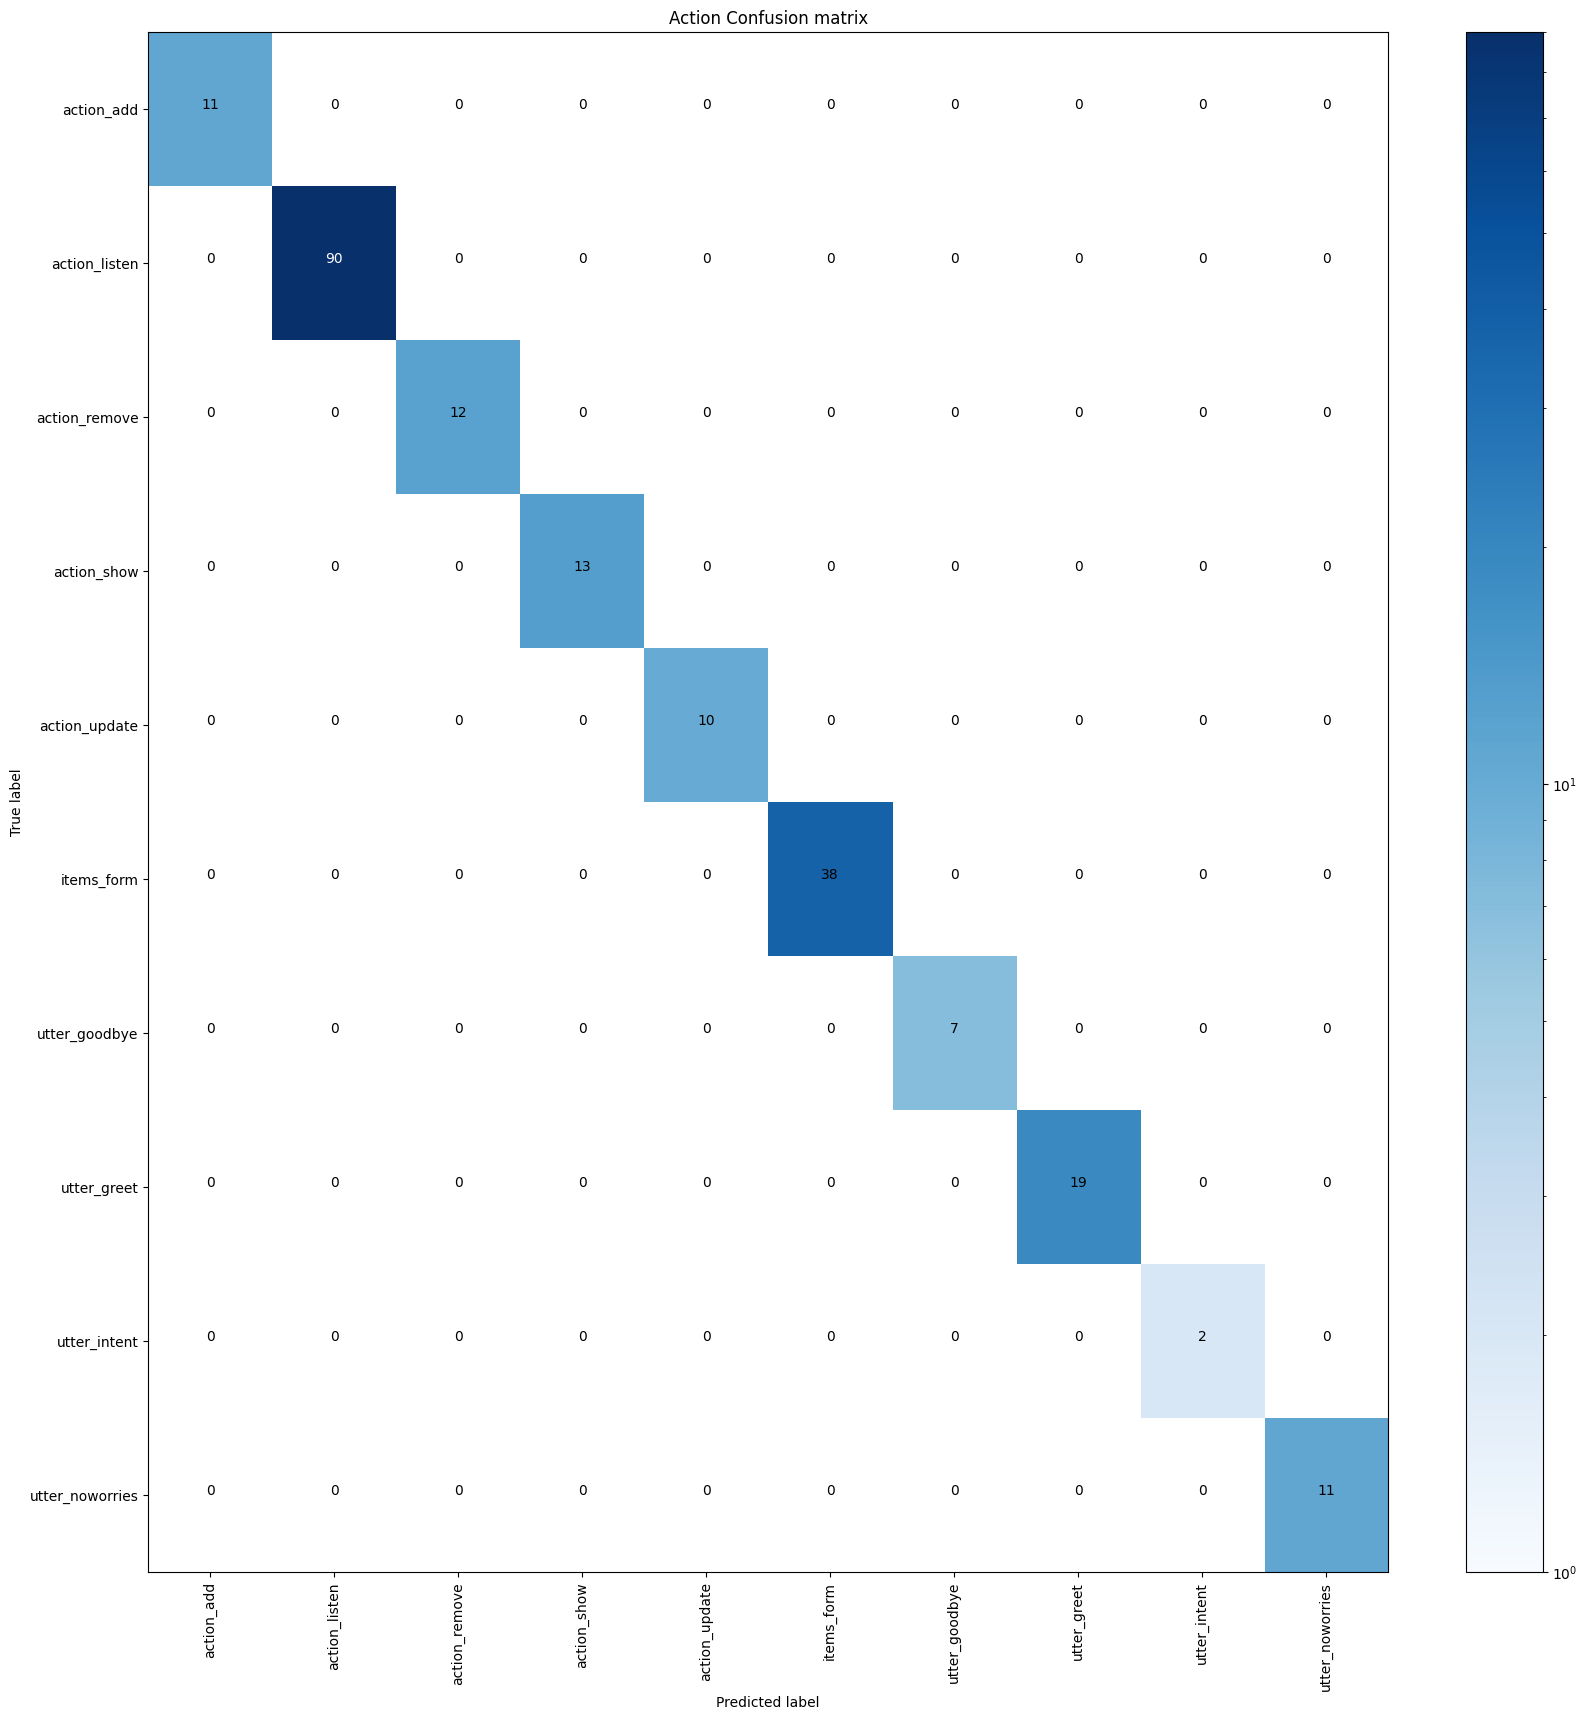 Action Confusion matrix
action_add 11 0 0 0 0 0 0 0 0 0
action_listen 0 90 0 0 0 0 0 0 0 0
action_remove 0 0 12 0 0 0 0 0 0 0
action_show 0 0 0 13 0 0 0 0 0 0
action_update 0 0 0 0 10 0 0 0 0 0
items_form 0 0 0 0 0 38 0 0 0 0
utter_goodbye 0 0 0 0 0 0 7 0 0 0
utter_greet 0 0 0 0 0 0 0 19 0 0
utter_intent 0 0 0 0 0 0 0 0 2 0
utter_noworries 0 0 0 0 0 0 0 0 0 11
True label
action_add
action_listen
action_remove
action_show
action_update
items_form
utter_goodbye
utter_greet
utter_intent
utter_noworries
Predicted label
10¹
10⁰